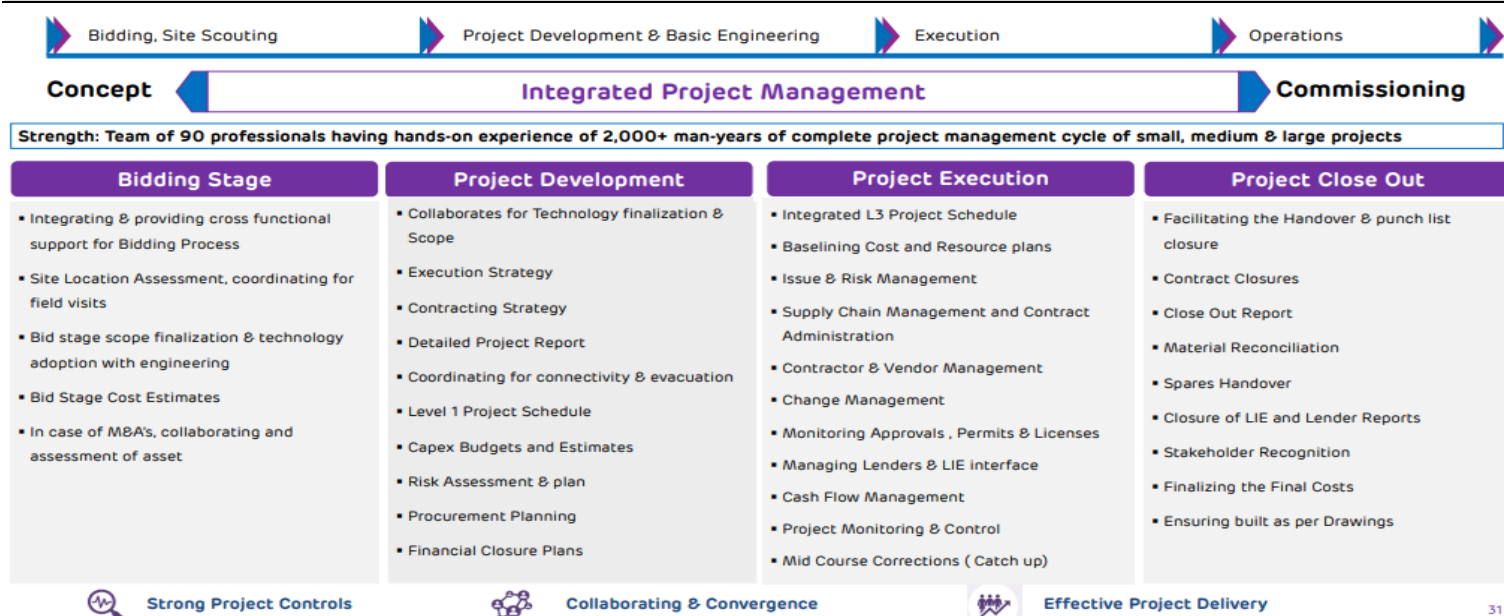 Bidding, Site Scouting
Project Development & Basic Engineering
Execution
Operations
Concept
Integrated Project Management
Commissioning
Strength: Team of 90 professionals having hands-on experience of 2,000+ man-years of complete project management cycle of small, medium & large projects
Bidding Stage
▪ Integrating & providing cross functional
support for Bidding Process
▪ Site Location Assessment, coordinating for
field visits
▪ Bid stage scope finalization & technology
adoption with engineering
▪ Bid Stage Cost Estimates
▪ In case of M&A's, collaborating and
assessment of asset
Project Development
▪ Collaborates for Technology finalization &
Scope
▪ Execution Strategy
▪ Contracting Strategy
▪ Detailed Project Report
▪ Coordinating for connectivity & evacuation
▪ Level 1 Project Schedule
▪ Capex Budgets and Estimates
▪ Risk Assessment & plan
▪ Procurement Planning
▪ Financial Closure Plans
Project Execution
▪ Integrated L3 Project Schedule
▪ Baselining Cost and Resource plans
▪ Issue & Risk Management
▪ Supply Chain Management and Contract
Administration
▪ Contractor & Vendor Management
▪ Change Management
▪ Monitoring Approvals , Permits & Licenses
▪ Managing Lenders & LIE interface
▪ Cash Flow Management
▪ Project Monitoring & Control
▪ Mid Course Corrections ( Catch up)
Project Close Out
▪ Facilitating the Handover & punch list
closure
▪ Contract Closures
▪ Close Out Report
▪ Material Reconciliation
▪ Spares Handover
▪ Closure of LIE and Lender Reports
▪ Stakeholder Recognition
▪ Finalizing the Final Costs
▪ Ensuring built as per Drawings
Strong Project Controls
Collaborating & Convergence
Effective Project Delivery
31